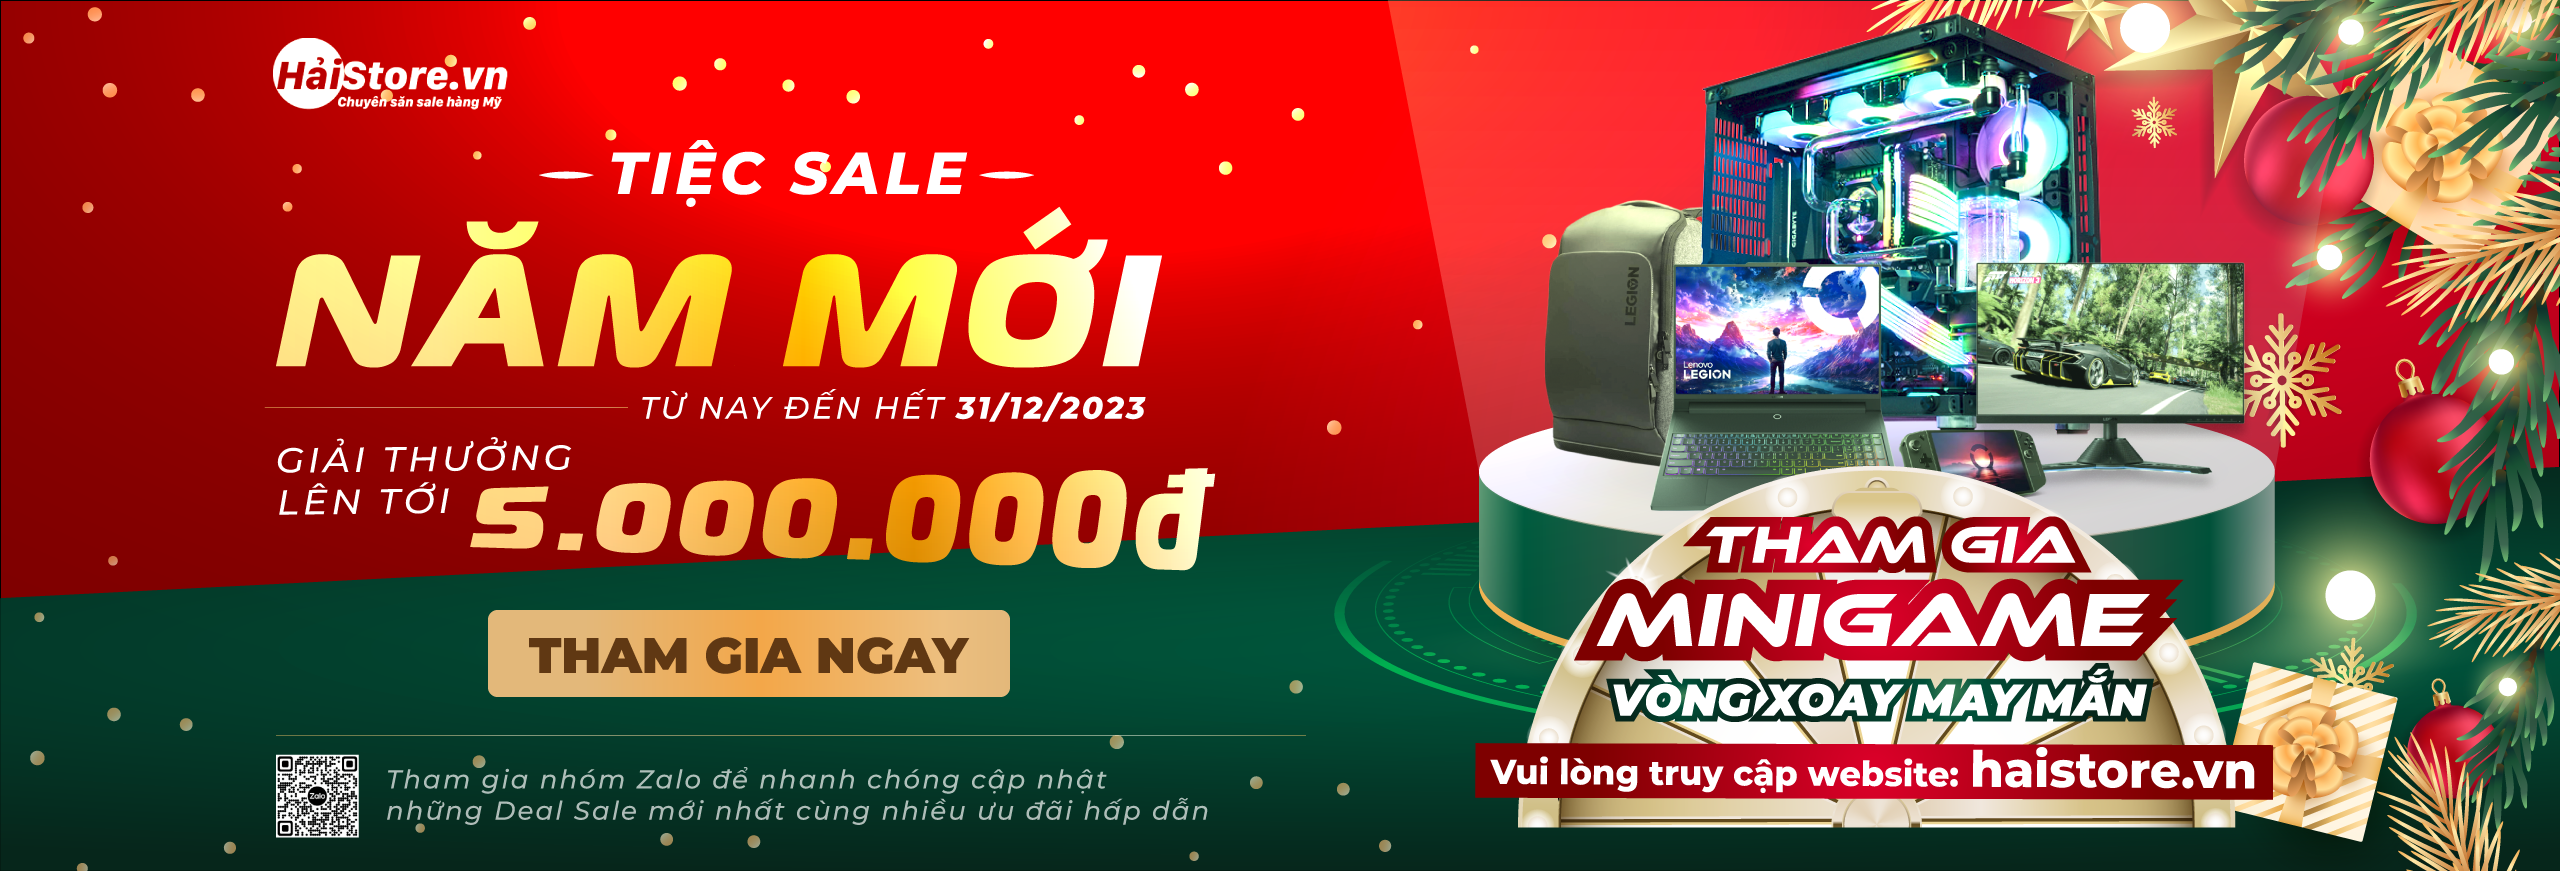 HảiStore.vn
Chuyên săn sale hàng Mỹ
TIỆC SALE
NĂM MỚI
TỪ NAY ĐẾN HẾT 31/12/2023
GIẢI THƯỞNG
LÊN TỚI 5.000.000đ
THAM GIA NGAY
Zalo
Tham gia nhóm Zalo để nhanh chóng cập nhật
những Deal Sale mới nhất cùng nhiều ưu đãi hấp dẫn
GIGABYTE
LEGION
Lenovo
LEGION
THAM GIA
MINIGAME
VÒNG XOAY MAY MẮN
Vui lòng truy cập website: haistore.vn